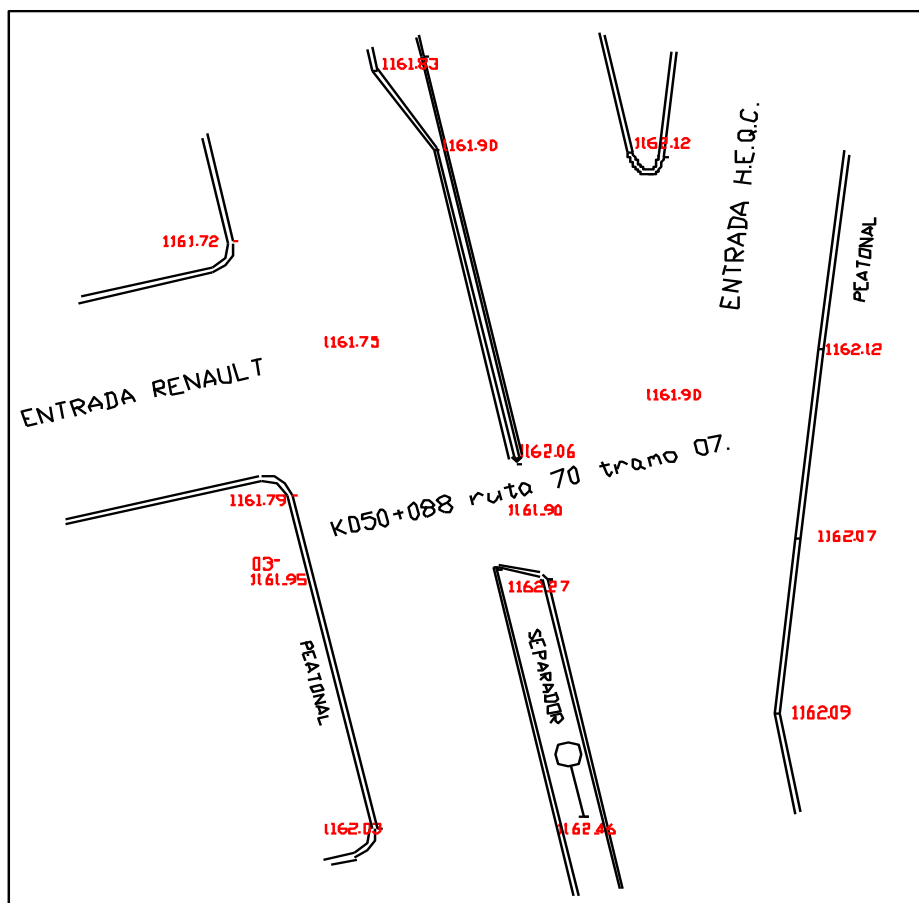 1161.83
1161.90
1162.12
ENTRADA H.E.Q.C.
1161.72
PEATONAL
1161.75
1162.12
ENTRADA RENAULT
1161.90
1162.06
KD50+088 ruta 70 tramo 07.
1161.79
1161.90
1162.07
03-
1161.95
1162.27
PEATONAL
SEPARADOR
1162.09
1162.03
1162.46